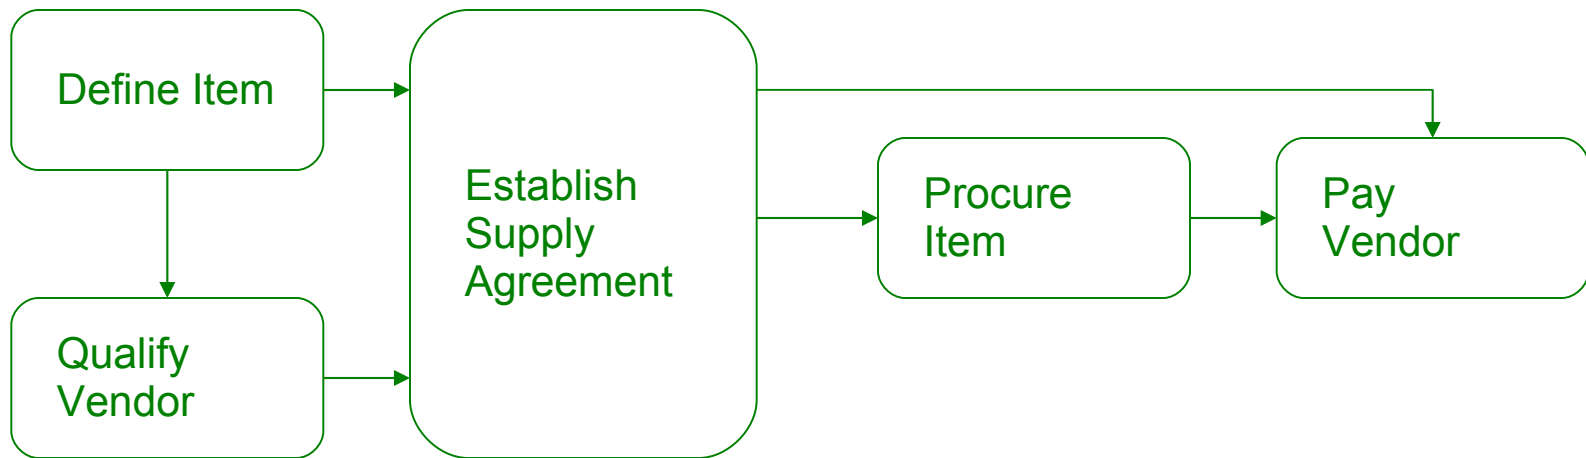 Define Item
Qualify
Vendor
Establish
Supply
Agreement
Procure
Item
Pay
Vendor